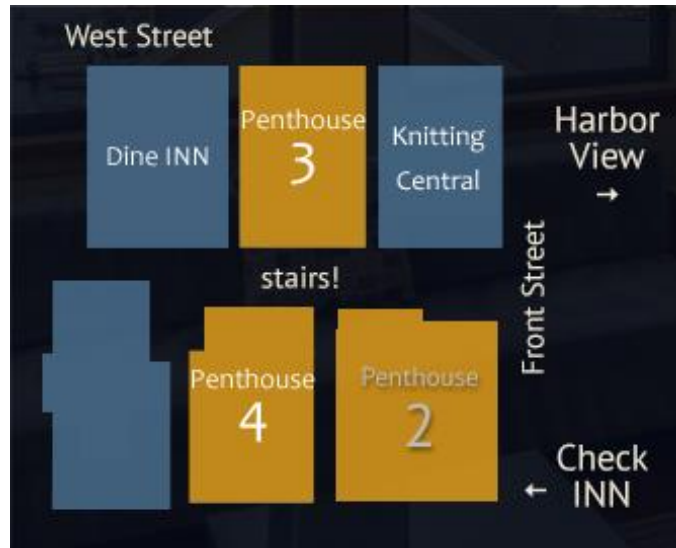 West Street
Dine INN
Penthouse
3
Knitting
Central
Harbor
View
→
stairs!
Front Street
Penthouse
4
Penthouse
2
Check
← INN